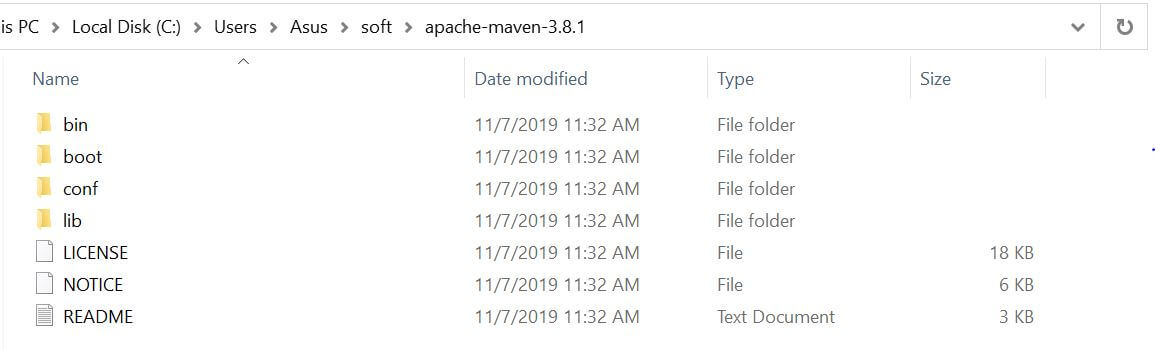 is PC > Local Disk (C:) > Users > Asus > soft > apache-maven-3.8.1
Name Date modified Type Size
bin 11/7/2019 11:32 AM File folder
boot 11/7/2019 11:32 AM File folder
conf 11/7/2019 11:32 AM File folder
lib 11/7/2019 11:32 AM File folder
LICENSE 11/7/2019 11:32 AM File 18 KB
NOTICE 11/7/2019 11:32 AM File 6 KB
README 11/7/2019 11:32 AM Text Document 3 KB